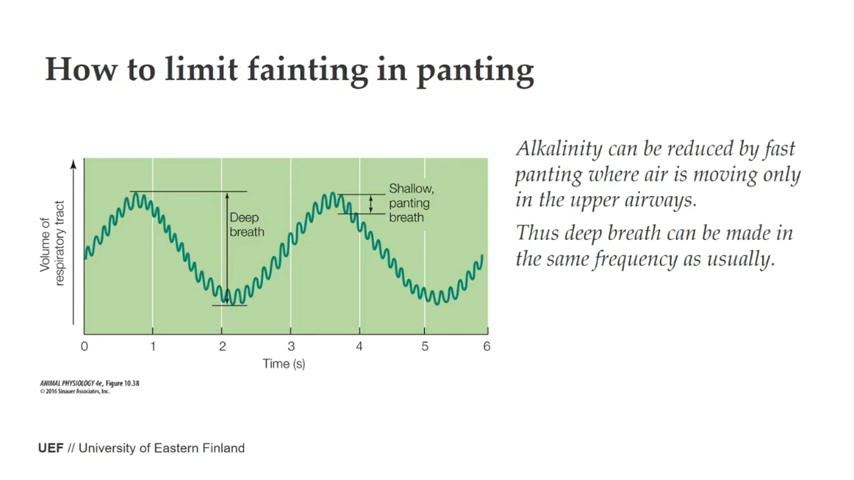 How to limit fainting in panting
Alkalinity can be reduced by fast
panting where air is moving only
in the upper airways.
Thus deep breath can be made in
the same frequency as usually.
Volume of
respiratory tract
Deep
breath
Shallow,
panting
breath
0 1 2 3 4 5 6
Time (s)
ANIMAL PHYSIOLOGY 4e, Figure 10.38
© 2016 Sinauer Associates, Inc.
UEF // University of Eastern Finland